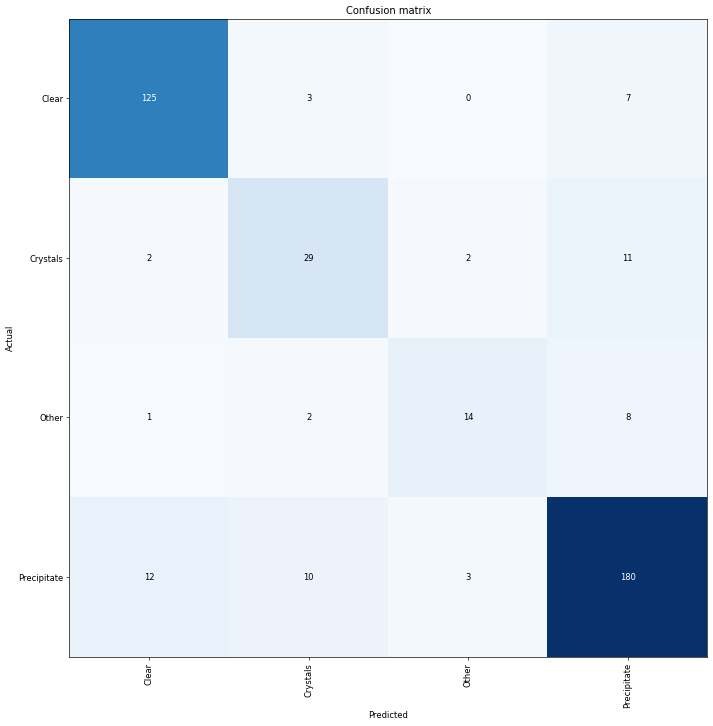 Confusion matrix
Clear 125 3 0 7
Crystals 2 29 2 11
Actual
Other 1 2 14 8
Precipitate 12 10 3 180
Clear Crystals Other Precipitate
Predicted